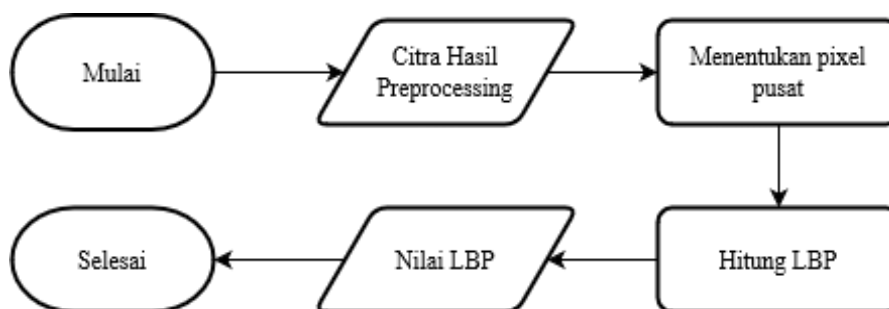 Mulai
Citra Hasil
Preprocessing
Menentukan pixel
pusat
Hitung LBP
Nilai LBP
Selesai